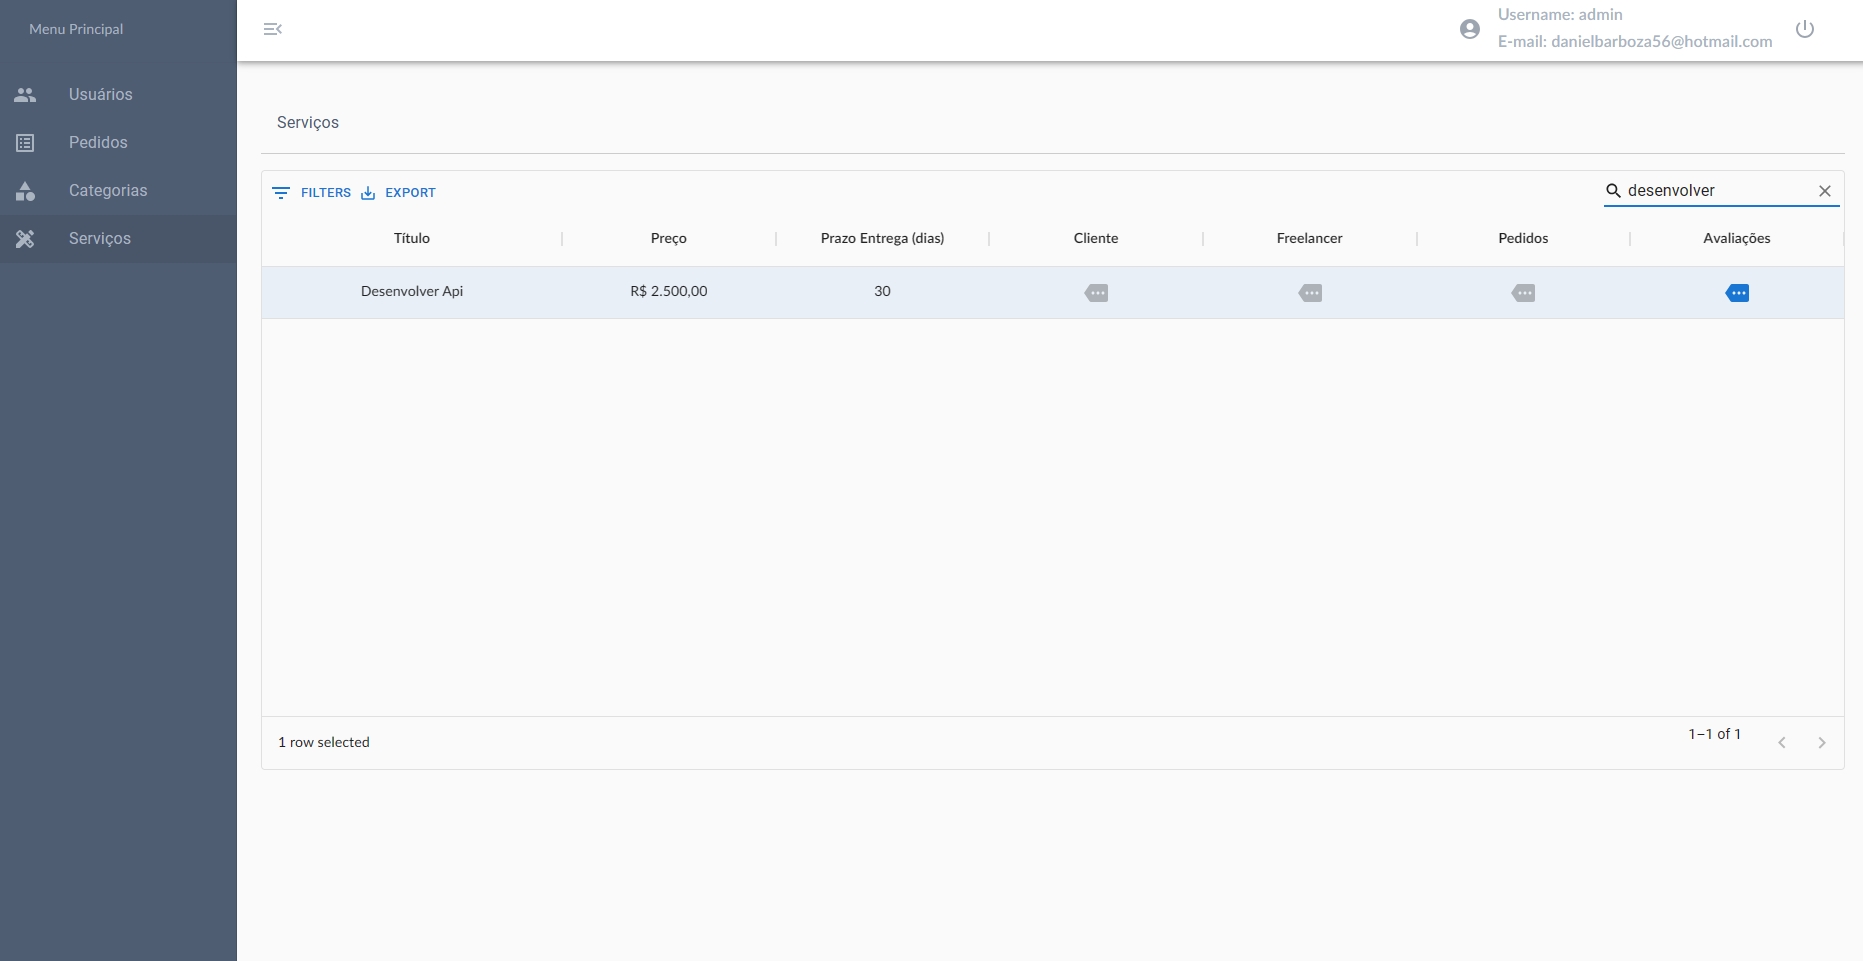 Menu Principal
Usuários
Pedidos
Categorias
Serviços
Username: admin
E-mail: danielbarboza56@hotmail.com
Serviços
FILTERS EXPORT desenvolver
Título Preço Prazo Entrega (dias) Cliente Freelancer Pedidos Avaliações
Desenvolver Api R$ 2.500,00 30
1 row selected 1–1 of 1